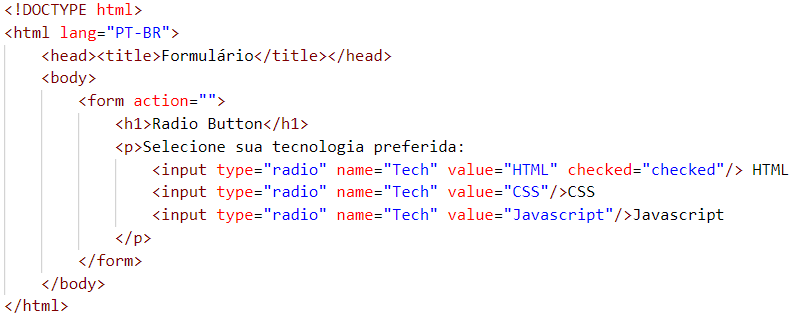 <!DOCTYPE html>
<html lang="PT-BR">
    <head><title>Formulário</title></head>
    <body>
        <form action="">
            <h1>Radio Button</h1>
            <p>Selecione sua tecnologia preferida:
                <input type="radio" name="Tech" value="HTML" checked="checked"/> HTML
                <input type="radio" name="Tech" value="CSS"/>CSS
                <input type="radio" name="Tech" value="Javascript"/>Javascript
            </p>
        </form>
    </body>
</html>